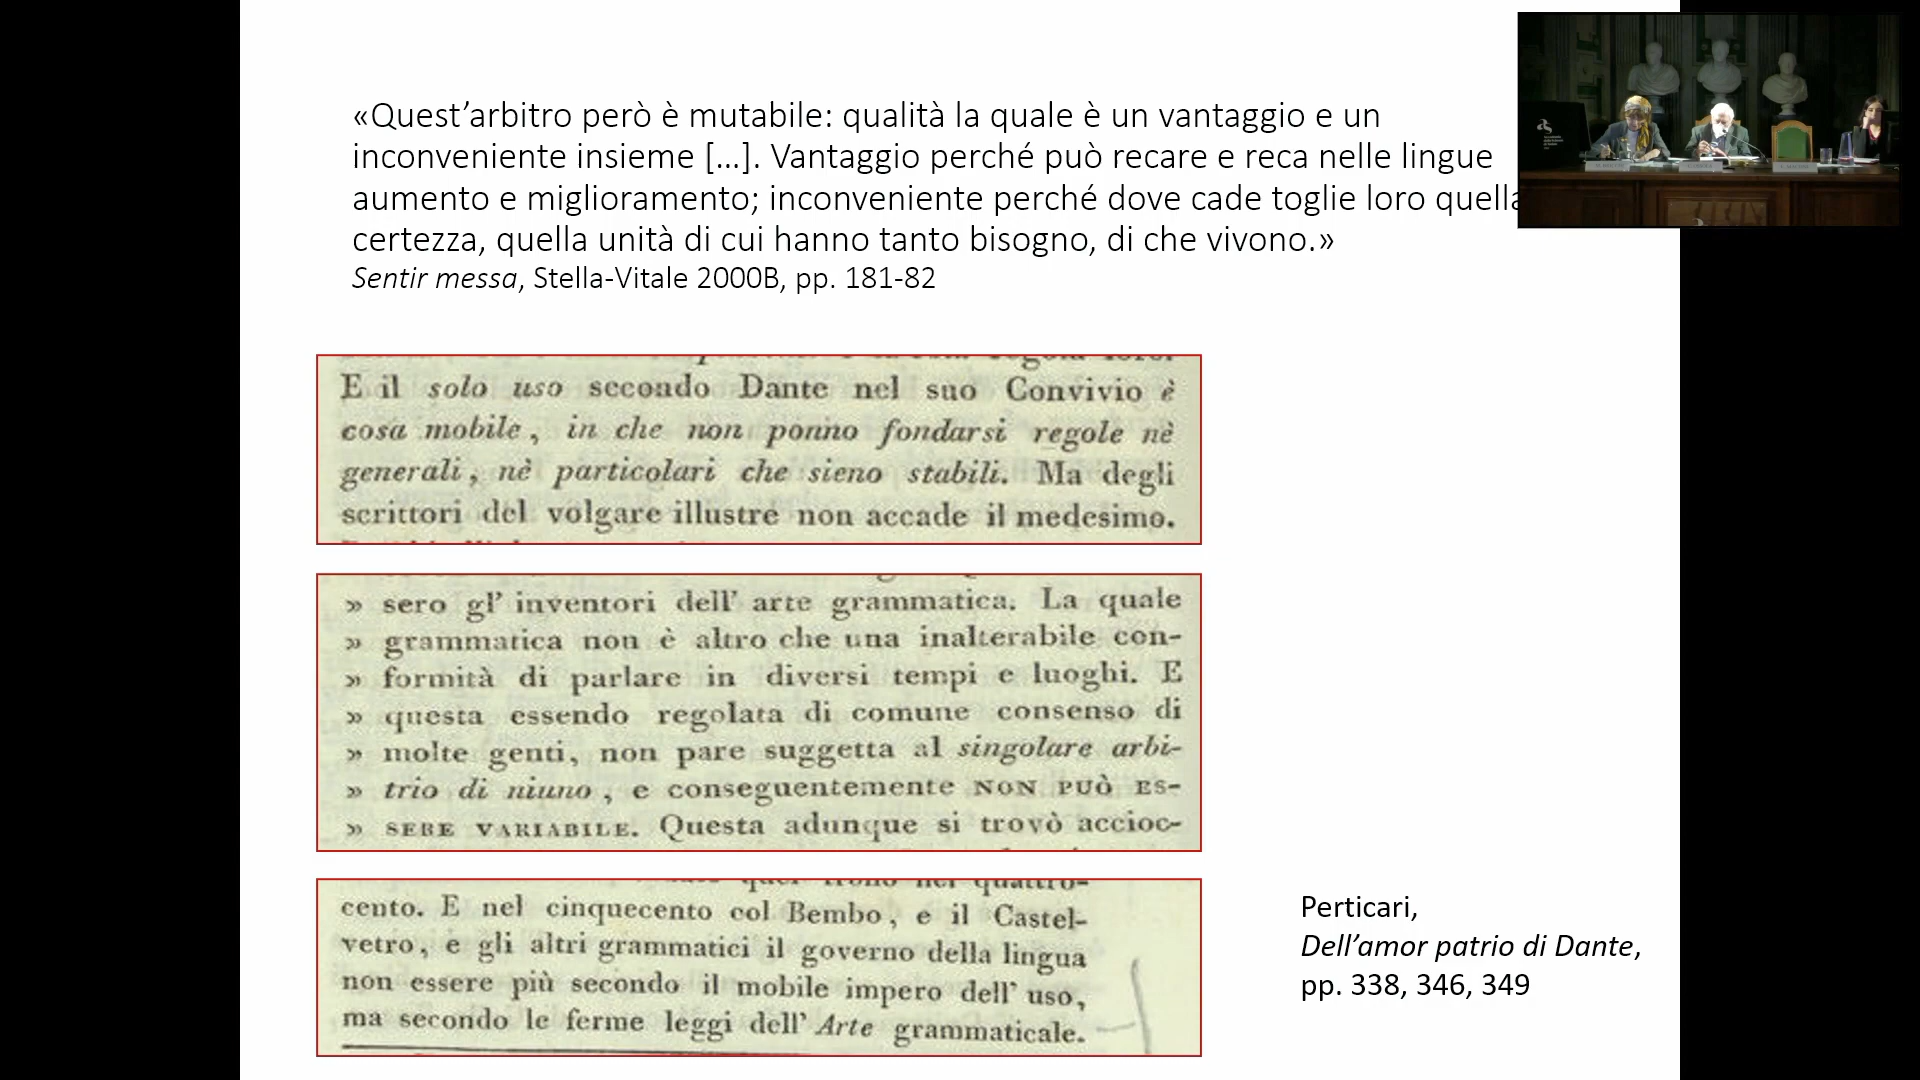 «Quest’arbitro però è mutabile: qualità la quale è un vantaggio e un
inconveniente insieme […]. Vantaggio perché può recare e reca nelle lingue
aumento e miglioramento; inconveniente perché dove cade toglie loro quella
certezza, quella unità di cui hanno tanto bisogno, di che vivono.»
Sentir messa, Stella-Vitale 2000B, pp. 181-82
E il solo uso secondo Dante nel suo Convivio è
cosa mobile, in che non ponno fondarsi regole nè
generali, nè particolari che sieno stabili. Ma degli
scrittori del volgare illustre non accade il medesimo.
» sero gl’ inventori dell’ arte grammatica. La quale
» grammatica non è altro che una inalterabile con-
» formità di parlare in diversi tempi e luoghi. E
» questa essendo regolata di comune consenso di
» molte genti, non pare suggetta al singolare arbi-
» trio di niuno, e conseguentemente NON PUÒ ES-
» SERE VARIABILE. Questa adunque si trovò accioc-
cento. E nel cinquecento col Bembo, e il Castel-
vetro, e gli altri grammatici il governo della lingua
non essere più secondo il mobile impero dell’ uso,
ma secondo le ferme leggi dell’ Arte grammaticale.
Perticari,
Dell’amor patrio di Dante,
pp. 338, 346, 349